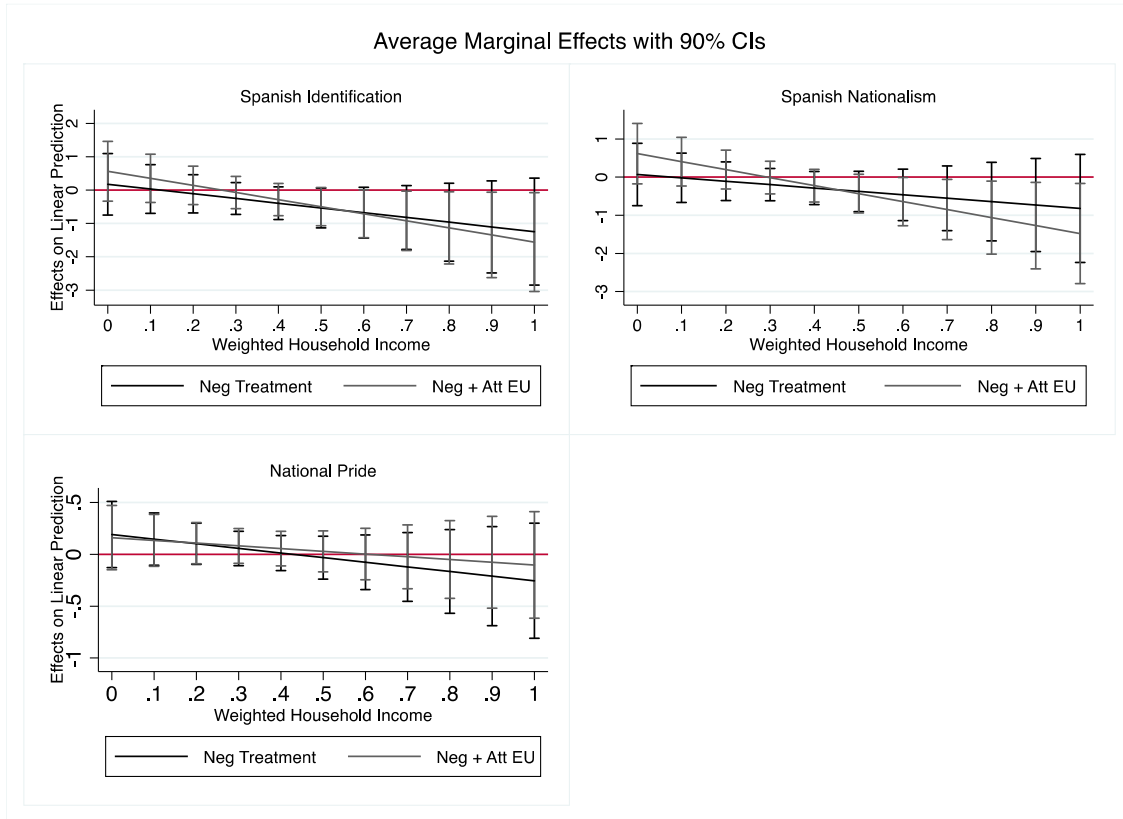 Average Marginal Effects with 90% CIs
Spanish Identification
Effects on Linear Prediction
2
1
0
-1
-2
-3
0 .1 .2 .3 .4 .5 .6 .7 .8 .9 1
Weighted Household Income
Neg Treatment Neg + Att EU
Spanish Nationalism
1
0
-1
-2
-3
0 .1 .2 .3 .4 .5 .6 .7 .8 .9 1
Weighted Household Income
Neg Treatment Neg + Att EU
National Pride
Effects on Linear Prediction
.5
0
-.5
-1
0 .1 .2 .3 .4 .5 .6 .7 .8 .9 1
Weighted Household Income
Neg Treatment Neg + Att EU